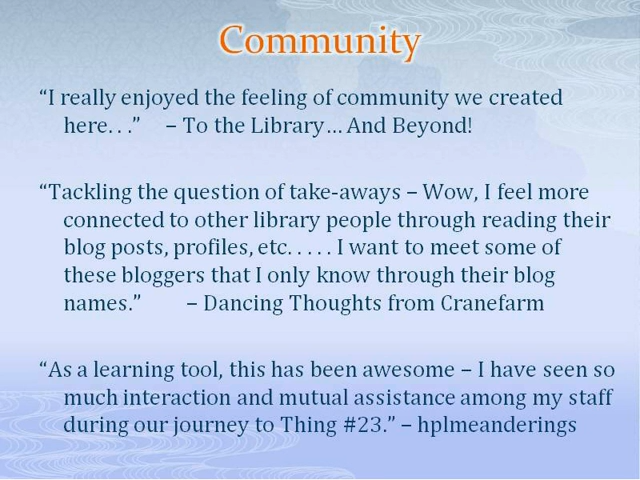 Community
“I really enjoyed the feeling of community we created
here. . .” – To the Library… And Beyond!
“Tackling the question of take-aways – Wow, I feel more
connected to other library people through reading their
blog posts, profiles, etc. . . . . I want to meet some of
these bloggers that I only know through their blog
names.” – Dancing Thoughts from Cranefarm
“As a learning tool, this has been awesome – I have seen so
much interaction and mutual assistance among my staff
during our journey to Thing #23.” – hplmeanderings